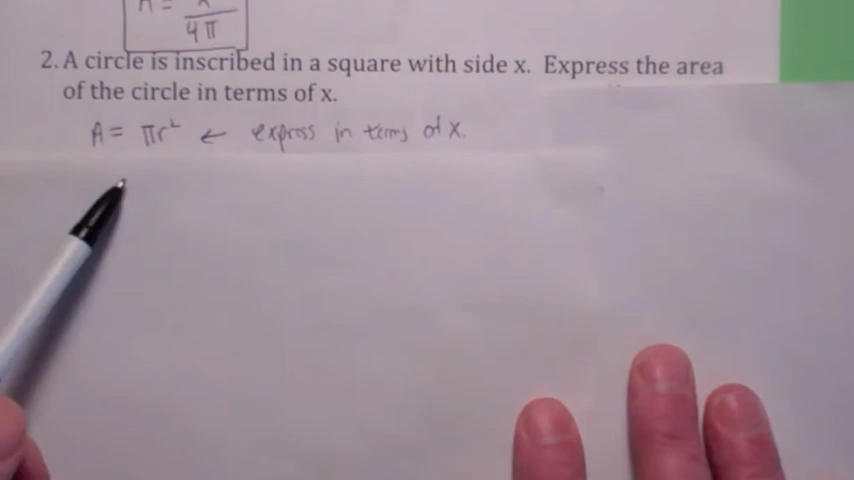 4π
2. A circle is inscribed in a square with side x. Express the area
of the circle in terms of x.
A = πr² ← express in terms of x.